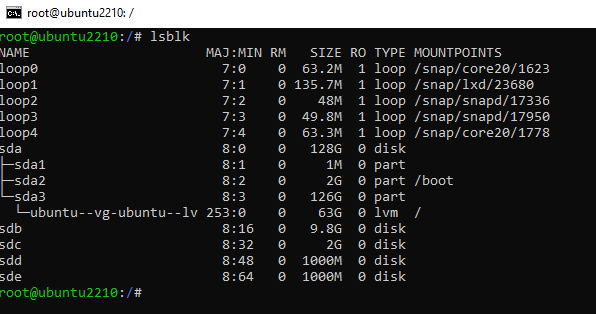 root@ubuntu2210: /
root@ubuntu2210:/# lsblk
NAME                      MAJ:MIN RM   SIZE RO TYPE MOUNTPOINTS
loop0                       7:0    0  63.2M  1 loop /snap/core20/1623
loop1                       7:1    0 135.7M  1 loop /snap/lxd/23680
loop2                       7:2    0    48M  1 loop /snap/snapd/17336
loop3                       7:3    0  49.8M  1 loop /snap/snapd/17950
loop4                       7:4    0  63.3M  1 loop /snap/core20/1778
sda                         8:0    0   128G  0 disk
├─sda1                      8:1    0     1M  0 part
├─sda2                      8:2    0     2G  0 part /boot
└─sda3                      8:3    0   126G  0 part
  └─ubuntu--vg-ubuntu--lv 253:0    0    63G  0 lvm  /
sdb                         8:16   0   9.8G  0 disk
sdc                         8:32   0     2G  0 disk
sdd                         8:48   0  1000M  0 disk
sde                         8:64   0  1000M  0 disk
root@ubuntu2210:/#